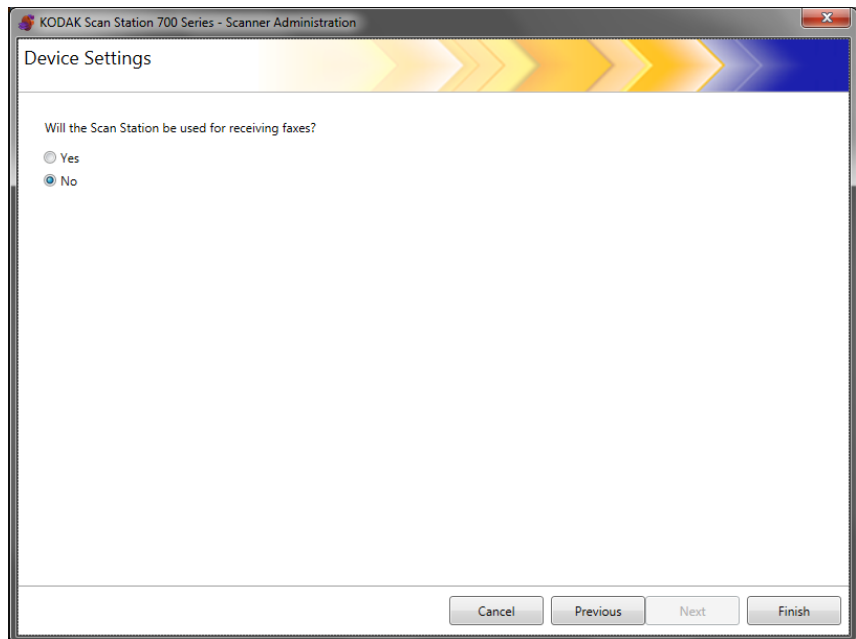 KODAK Scan Station 700 Series - Scanner Administration
Device Settings
Will the Scan Station be used for receiving faxes?
Yes
No
Cancel Previous Next Finish